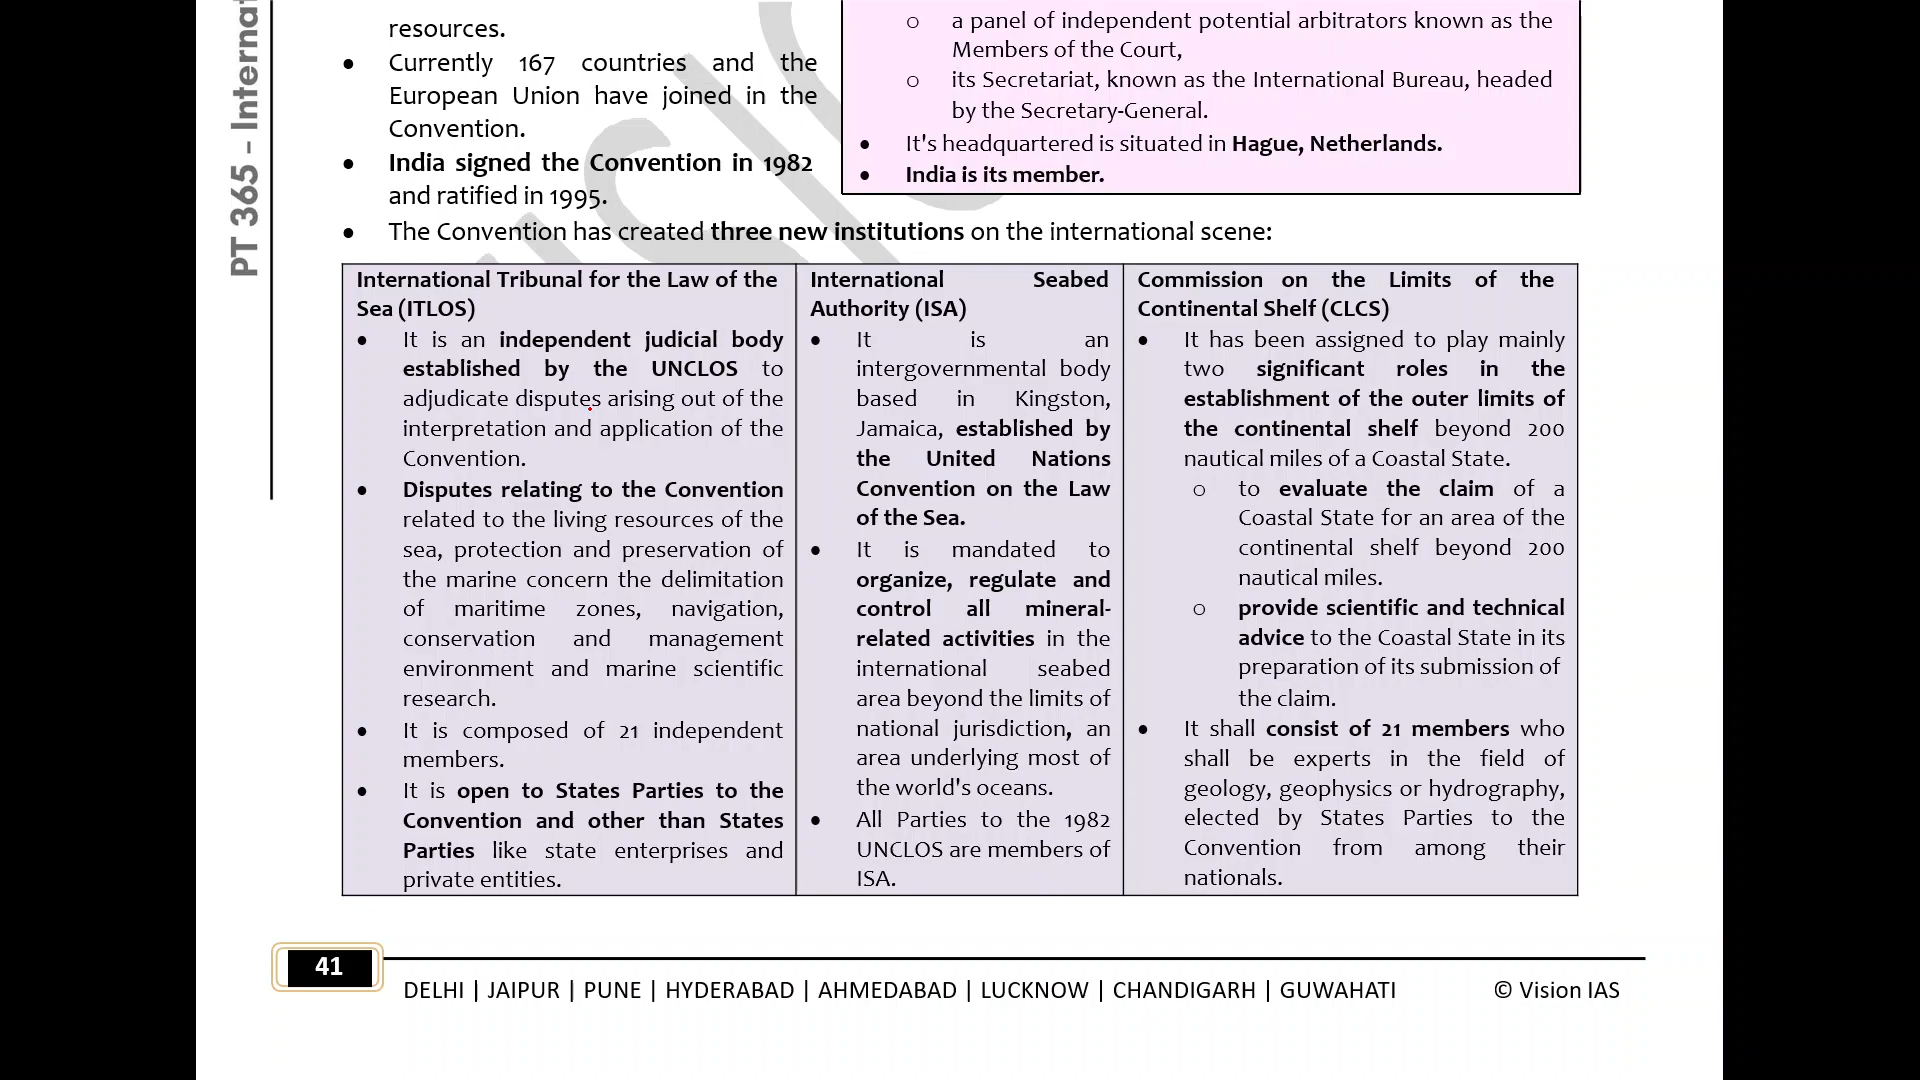 PT 365 – Internat
resources.
• Currently 167 countries and the
European Union have joined in the
Convention.
• India signed the Convention in 1982
and ratified in 1995.
o a panel of independent potential arbitrators known as the
Members of the Court,
o its Secretariat, known as the International Bureau, headed
by the Secretary-General.
• It's headquartered is situated in Hague, Netherlands.
• India is its member.
• The Convention has created three new institutions on the international scene:
International Tribunal for the Law of the
Sea (ITLOS)
• It is an independent judicial body
established by the UNCLOS to
adjudicate disputes arising out of the
interpretation and application of the
Convention.
• Disputes relating to the Convention
related to the living resources of the
sea, protection and preservation of
the marine concern the delimitation
of maritime zones, navigation,
conservation and management
environment and marine scientific
research.
• It is composed of 21 independent
members.
• It is open to States Parties to the
Convention and other than States
Parties like state enterprises and
private entities.
International Seabed
Authority (ISA)
• It is an
intergovernmental body
based in Kingston,
Jamaica, established by
the United Nations
Convention on the Law
of the Sea.
• It is mandated to
organize, regulate and
control all mineral-
related activities in the
international seabed
area beyond the limits of
national jurisdiction, an
area underlying most of
the world's oceans.
• All Parties to the 1982
UNCLOS are members of
ISA.
Commission on the Limits of the
Continental Shelf (CLCS)
• It has been assigned to play mainly
two significant roles in the
establishment of the outer limits of
the continental shelf beyond 200
nautical miles of a Coastal State.
o to evaluate the claim of a
Coastal State for an area of the
continental shelf beyond 200
nautical miles.
o provide scientific and technical
advice to the Coastal State in its
preparation of its submission of
the claim.
• It shall consist of 21 members who
shall be experts in the field of
geology, geophysics or hydrography,
elected by States Parties to the
Convention from among their
nationals.
41
DELHI | JAIPUR | PUNE | HYDERABAD | AHMEDABAD | LUCKNOW | CHANDIGARH | GUWAHATI
© Vision IAS